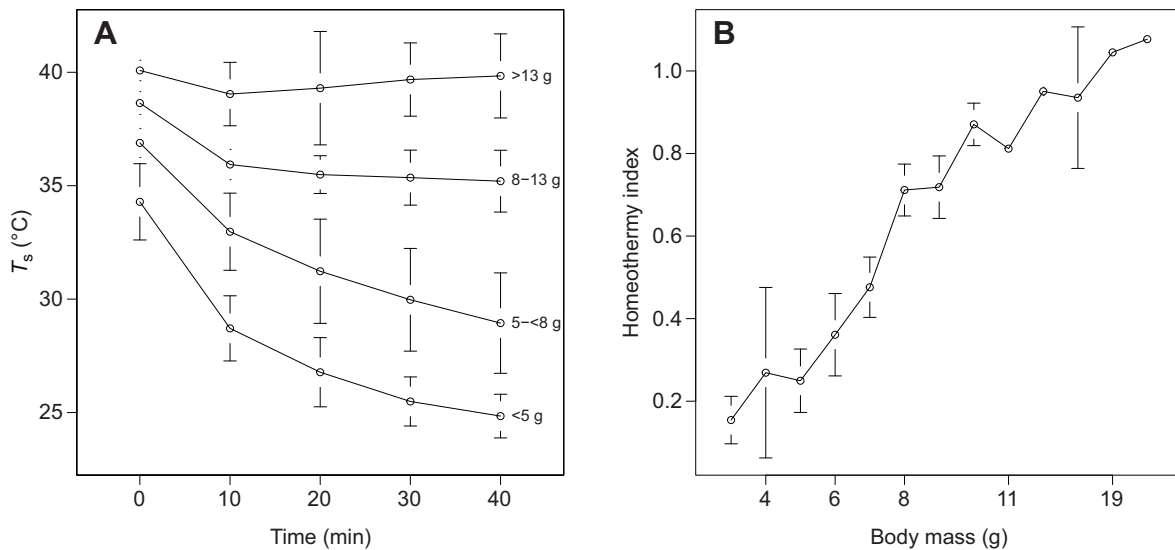 A
40
35
30
25
T_s (°C)
>13 g
8–13 g
5–<8 g
<5 g
0 10 20 30 40
Time (min)
B
1.0
0.8
0.6
0.4
0.2
Homeothermy index
4 6 8 11 19
Body mass (g)